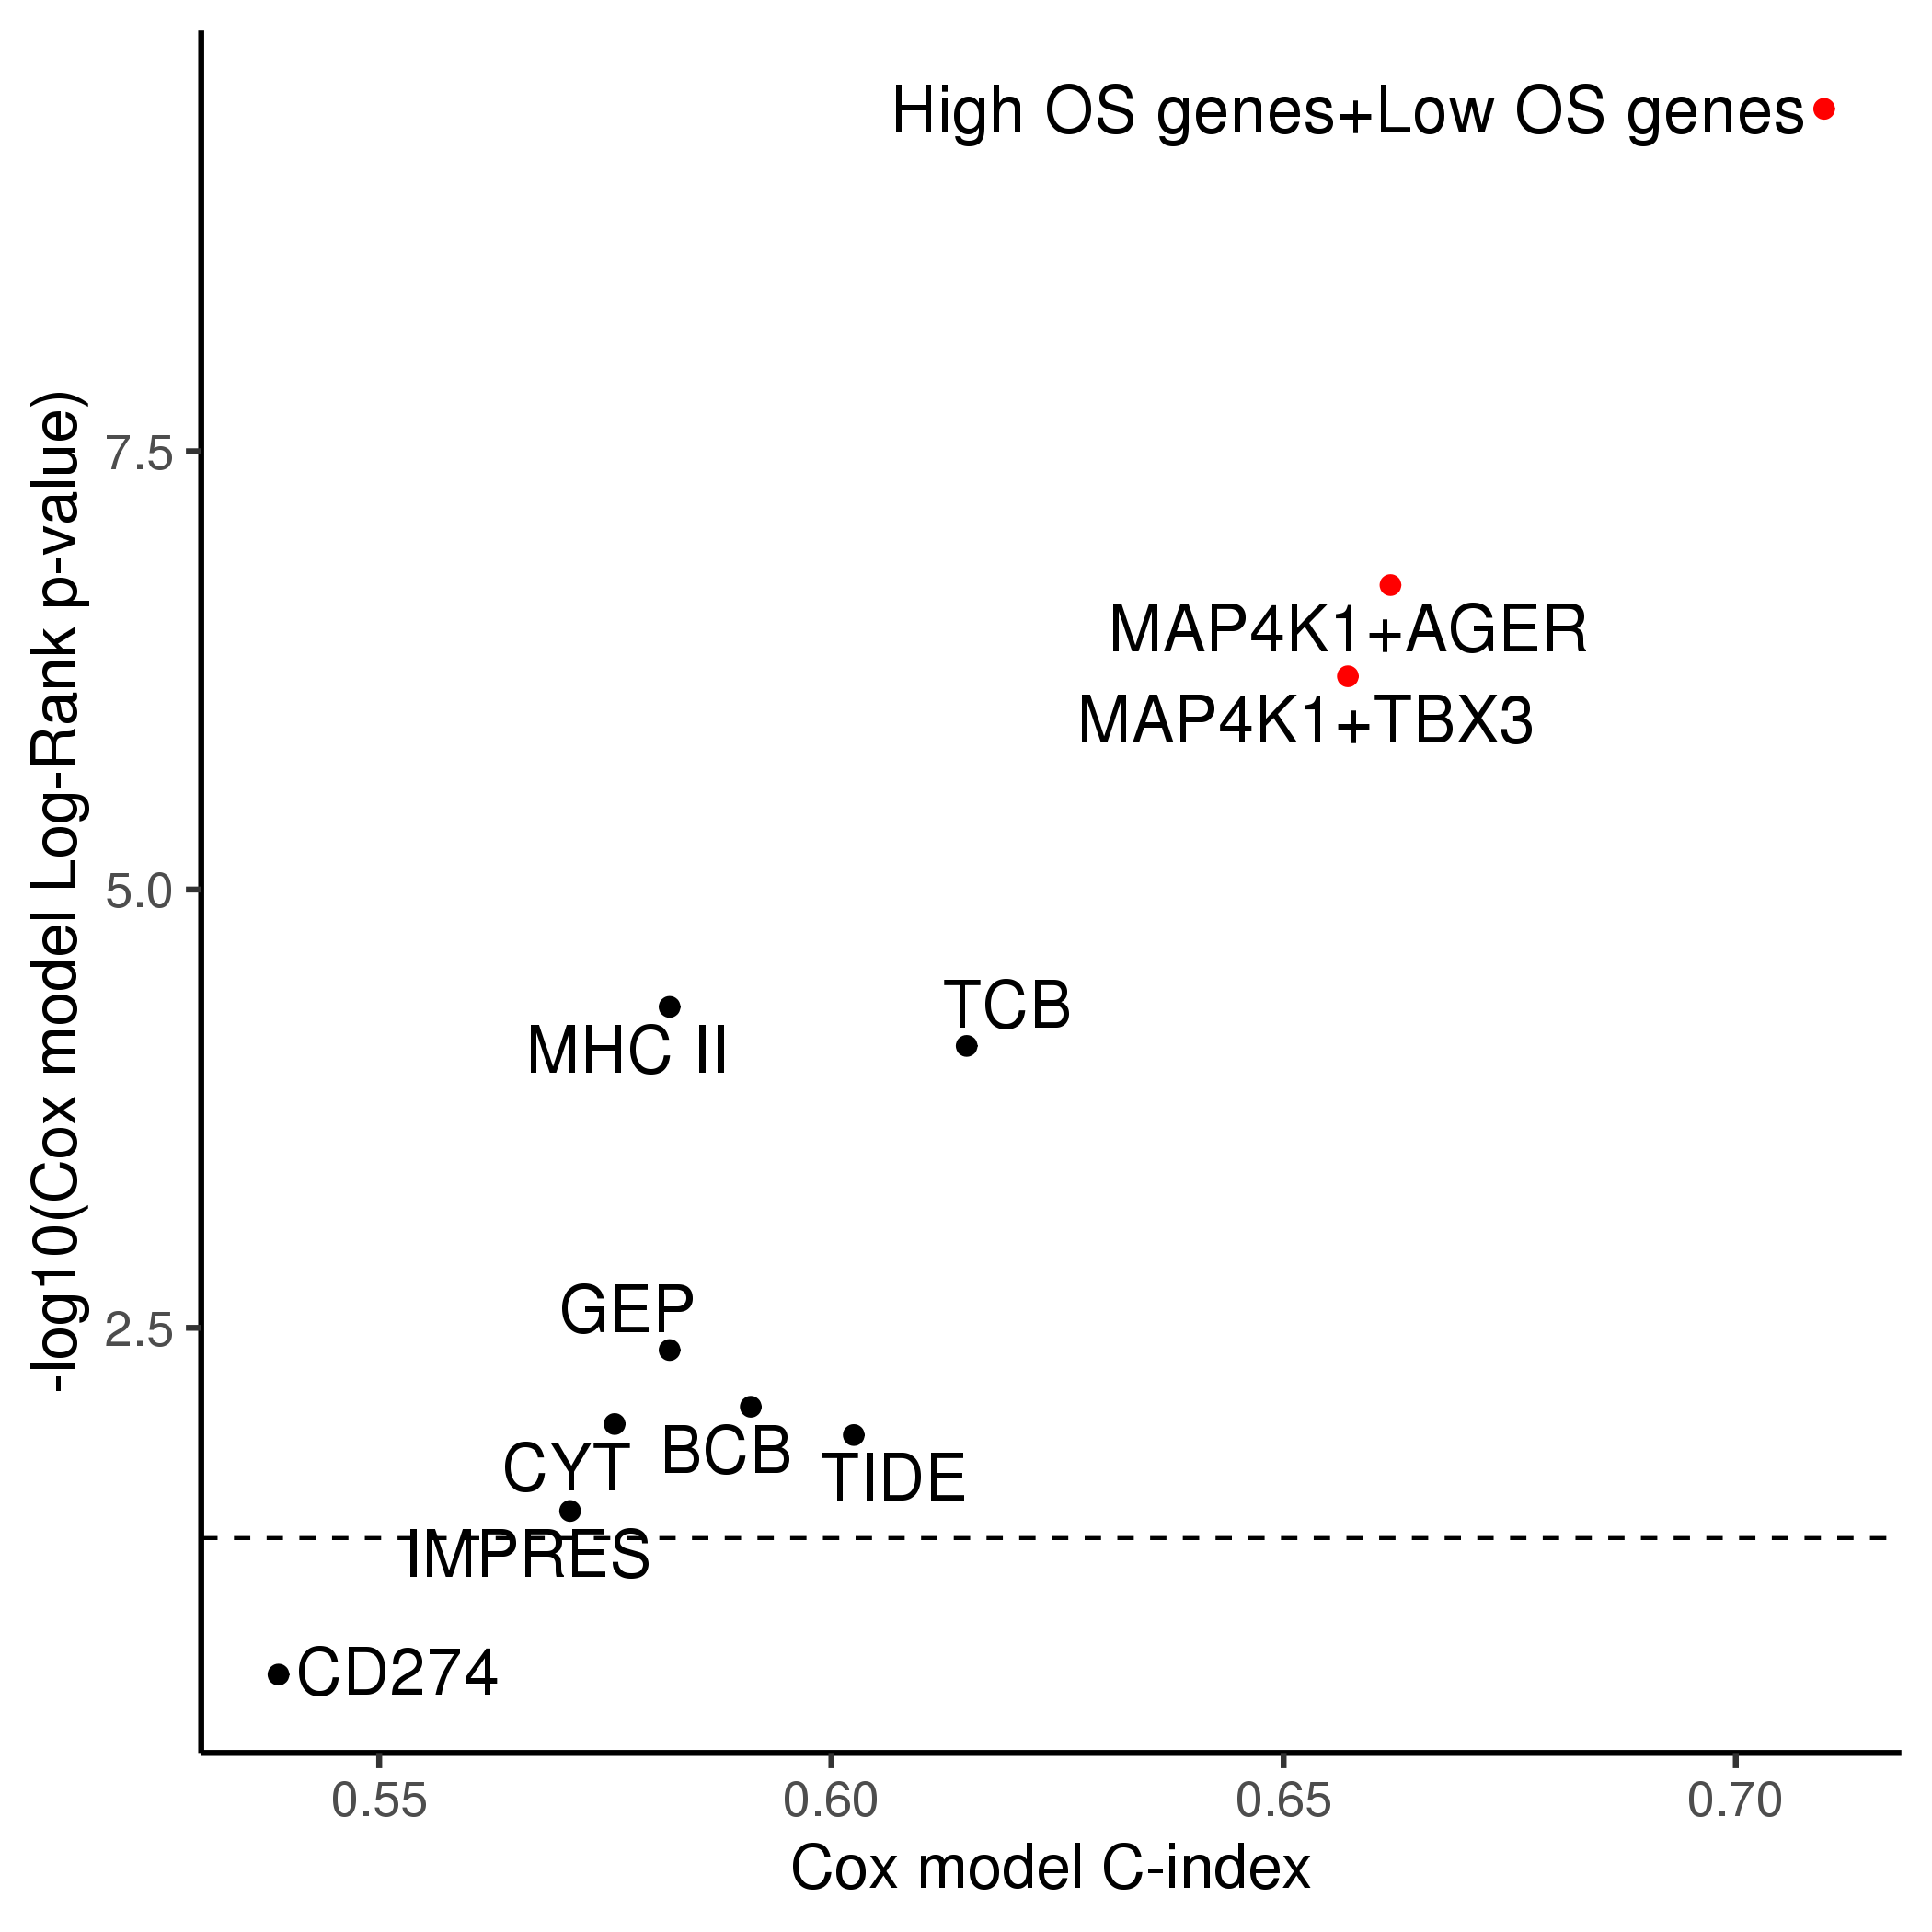 High OS genes+Low OS genes
7.5
MAP4K1+AGER
MAP4K1+TBX3
5.0
TCB
MHC II
GEP
2.5
BCB
CYT
TIDE
IMPRES
CD274
-log10(Cox model Log-Rank p-value)
0.55
0.60
0.65
0.70
Cox model C-index